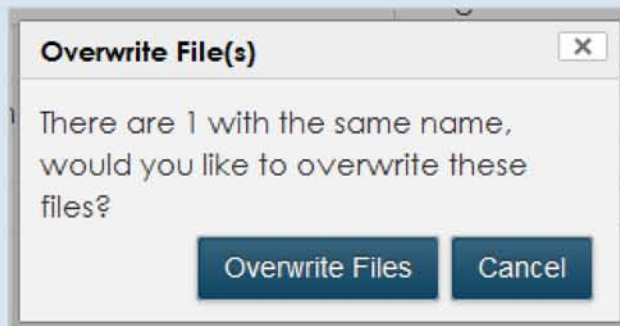 Overwrite File(s)
There are 1 with the same name,
would you like to overwrite these
files?
Overwrite Files
Cancel